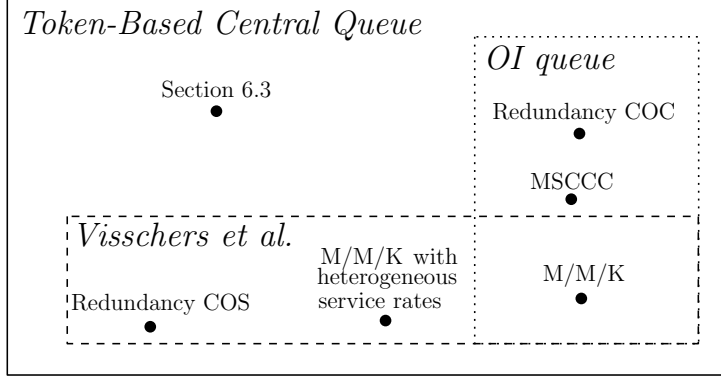 Token-Based Central Queue
OI queue
Section 6.3
Redundancy COC
MSCCC
Visschers et al.
M/M/K with
heterogeneous
service rates
M/M/K
Redundancy COS